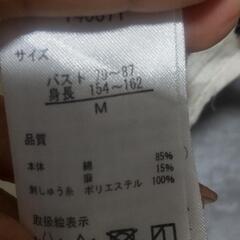 サイズ
バスト 79～87
身長 154～162
M
品質
本体 綿 85%
麻 15%
刺しゅう糸 ポリエステル 100%
取扱絵表示